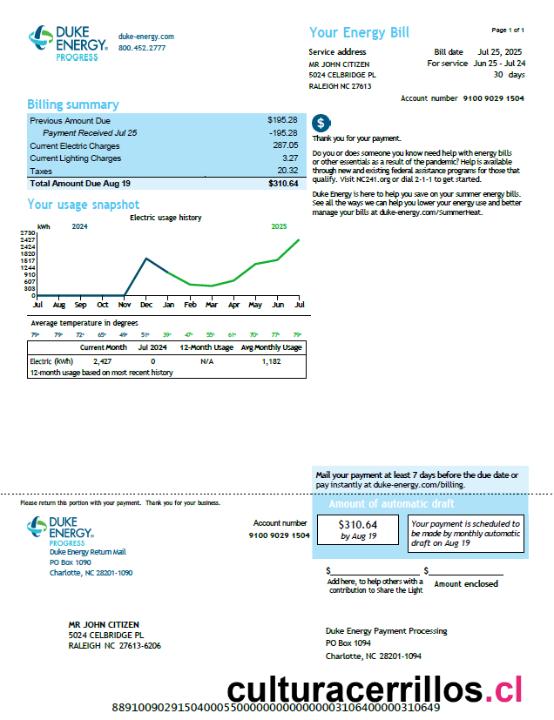 DUKE ENERGY. PROGRESS
duke-energy.com
800.452.2777
Your Energy Bill
Page 1 of 1
Service address
MR JOHN CITIZEN
5024 CELBRIDGE PL
RALEIGH NC 27613
Bill date Jul 25, 2025
For service Jun 25 - Jul 24
30 days
Account number 9100 9029 1504
Billing summary
Previous Amount Due $195.28
Payment Received Jul 25 -195.28
Current Electric Charges 287.05
Current Lighting Charges 3.27
Taxes 20.32
Total Amount Due Aug 19 $310.64
$
Thank you for your payment.
Do you or does someone you know need help with energy bills
or other essentials as a result of the pandemic? Help is available
through new and existing federal assistance programs for those that
qualify. Visit NC241.org or dial 2-1-1 to get started.
Duke Energy is here to help you save on your summer energy bills.
See all the ways we can help you lower your energy use and better
manage your bills at duke-energy.com/SummerHeat.
Your usage snapshot
Electric usage history
kWh 2024 2025
2730
2427
2124
1820
1517
1244
910
607
303
0
Jul Aug Sep Oct Nov Dec Jan Feb Mar Apr May Jun Jul
Average temperature in degrees
79° 79° 72° 65° 49° 51° 39° 47° 55° 61° 70° 77° 79°
Current Month Jul 2024 12-Month Usage Avg Monthly Usage
Electric (kWh) 2,427 0 N/A 1,182
12-month usage based on most recent history
Mail your payment at least 7 days before the due date or
pay instantly at duke-energy.com/billing.
Please return this portion with your payment. Thank you for your business.
Amount of automatic draft
DUKE ENERGY. PROGRESS
Duke Energy Return Mail
PO Box 1090
Charlotte, NC 28201-1090
Account number
9100 9029 1504
$310.64
by Aug 19
Your payment is scheduled to
be made by monthly automatic
draft on Aug 19
$ $
Add here, to help others with a
contribution to Share the Light
Amount enclosed
MR JOHN CITIZEN
5024 CELBRIDGE PL
RALEIGH NC 27613-6206
Duke Energy Payment Processing
PO Box 1094
Charlotte, NC 28201-1094
culturacerrillos.cl